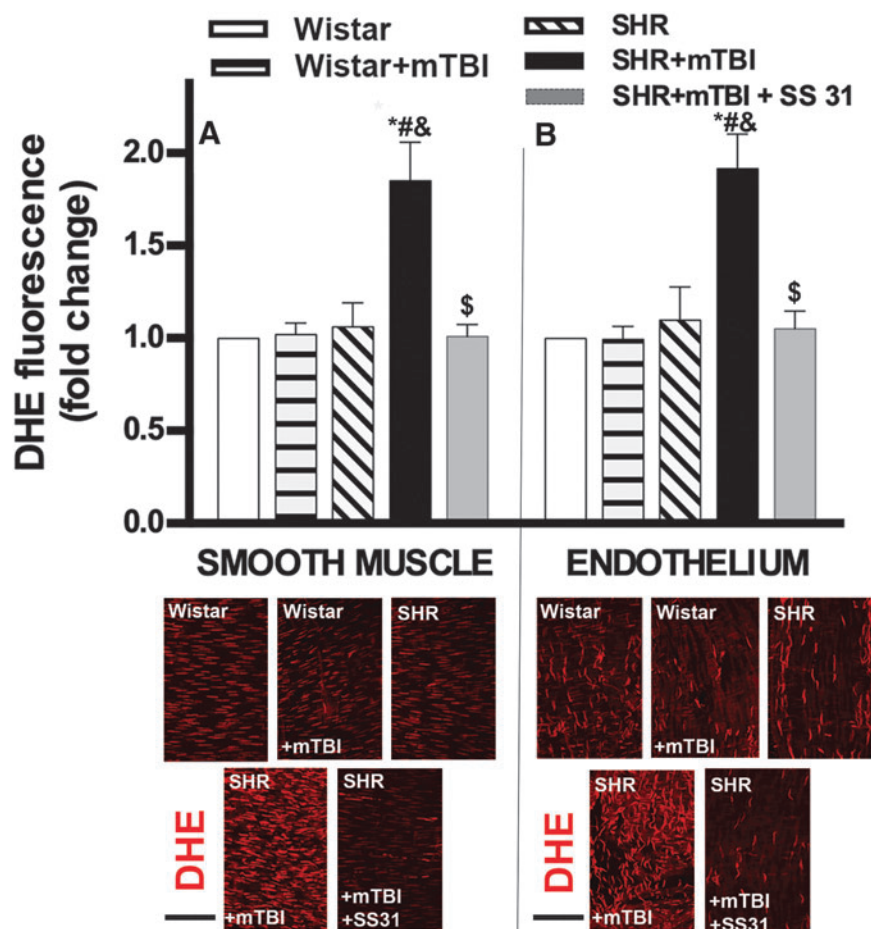 Wistar
Wistar+mTBI
SHR
SHR+mTBI
SHR+mTBI + SS 31
DHE fluorescence
(fold change)
2.0
1.5
1.0
0.5
0.0
A
*#&
$
B
*#&
$
SMOOTH MUSCLE
ENDOTHELIUM
Wistar
Wistar
+mTBI
SHR
DHE
SHR
+mTBI
+mTBI
+SS31
Wistar
Wistar
+mTBI
SHR
DHE
SHR
+mTBI
SHR
+mTBI
+SS31